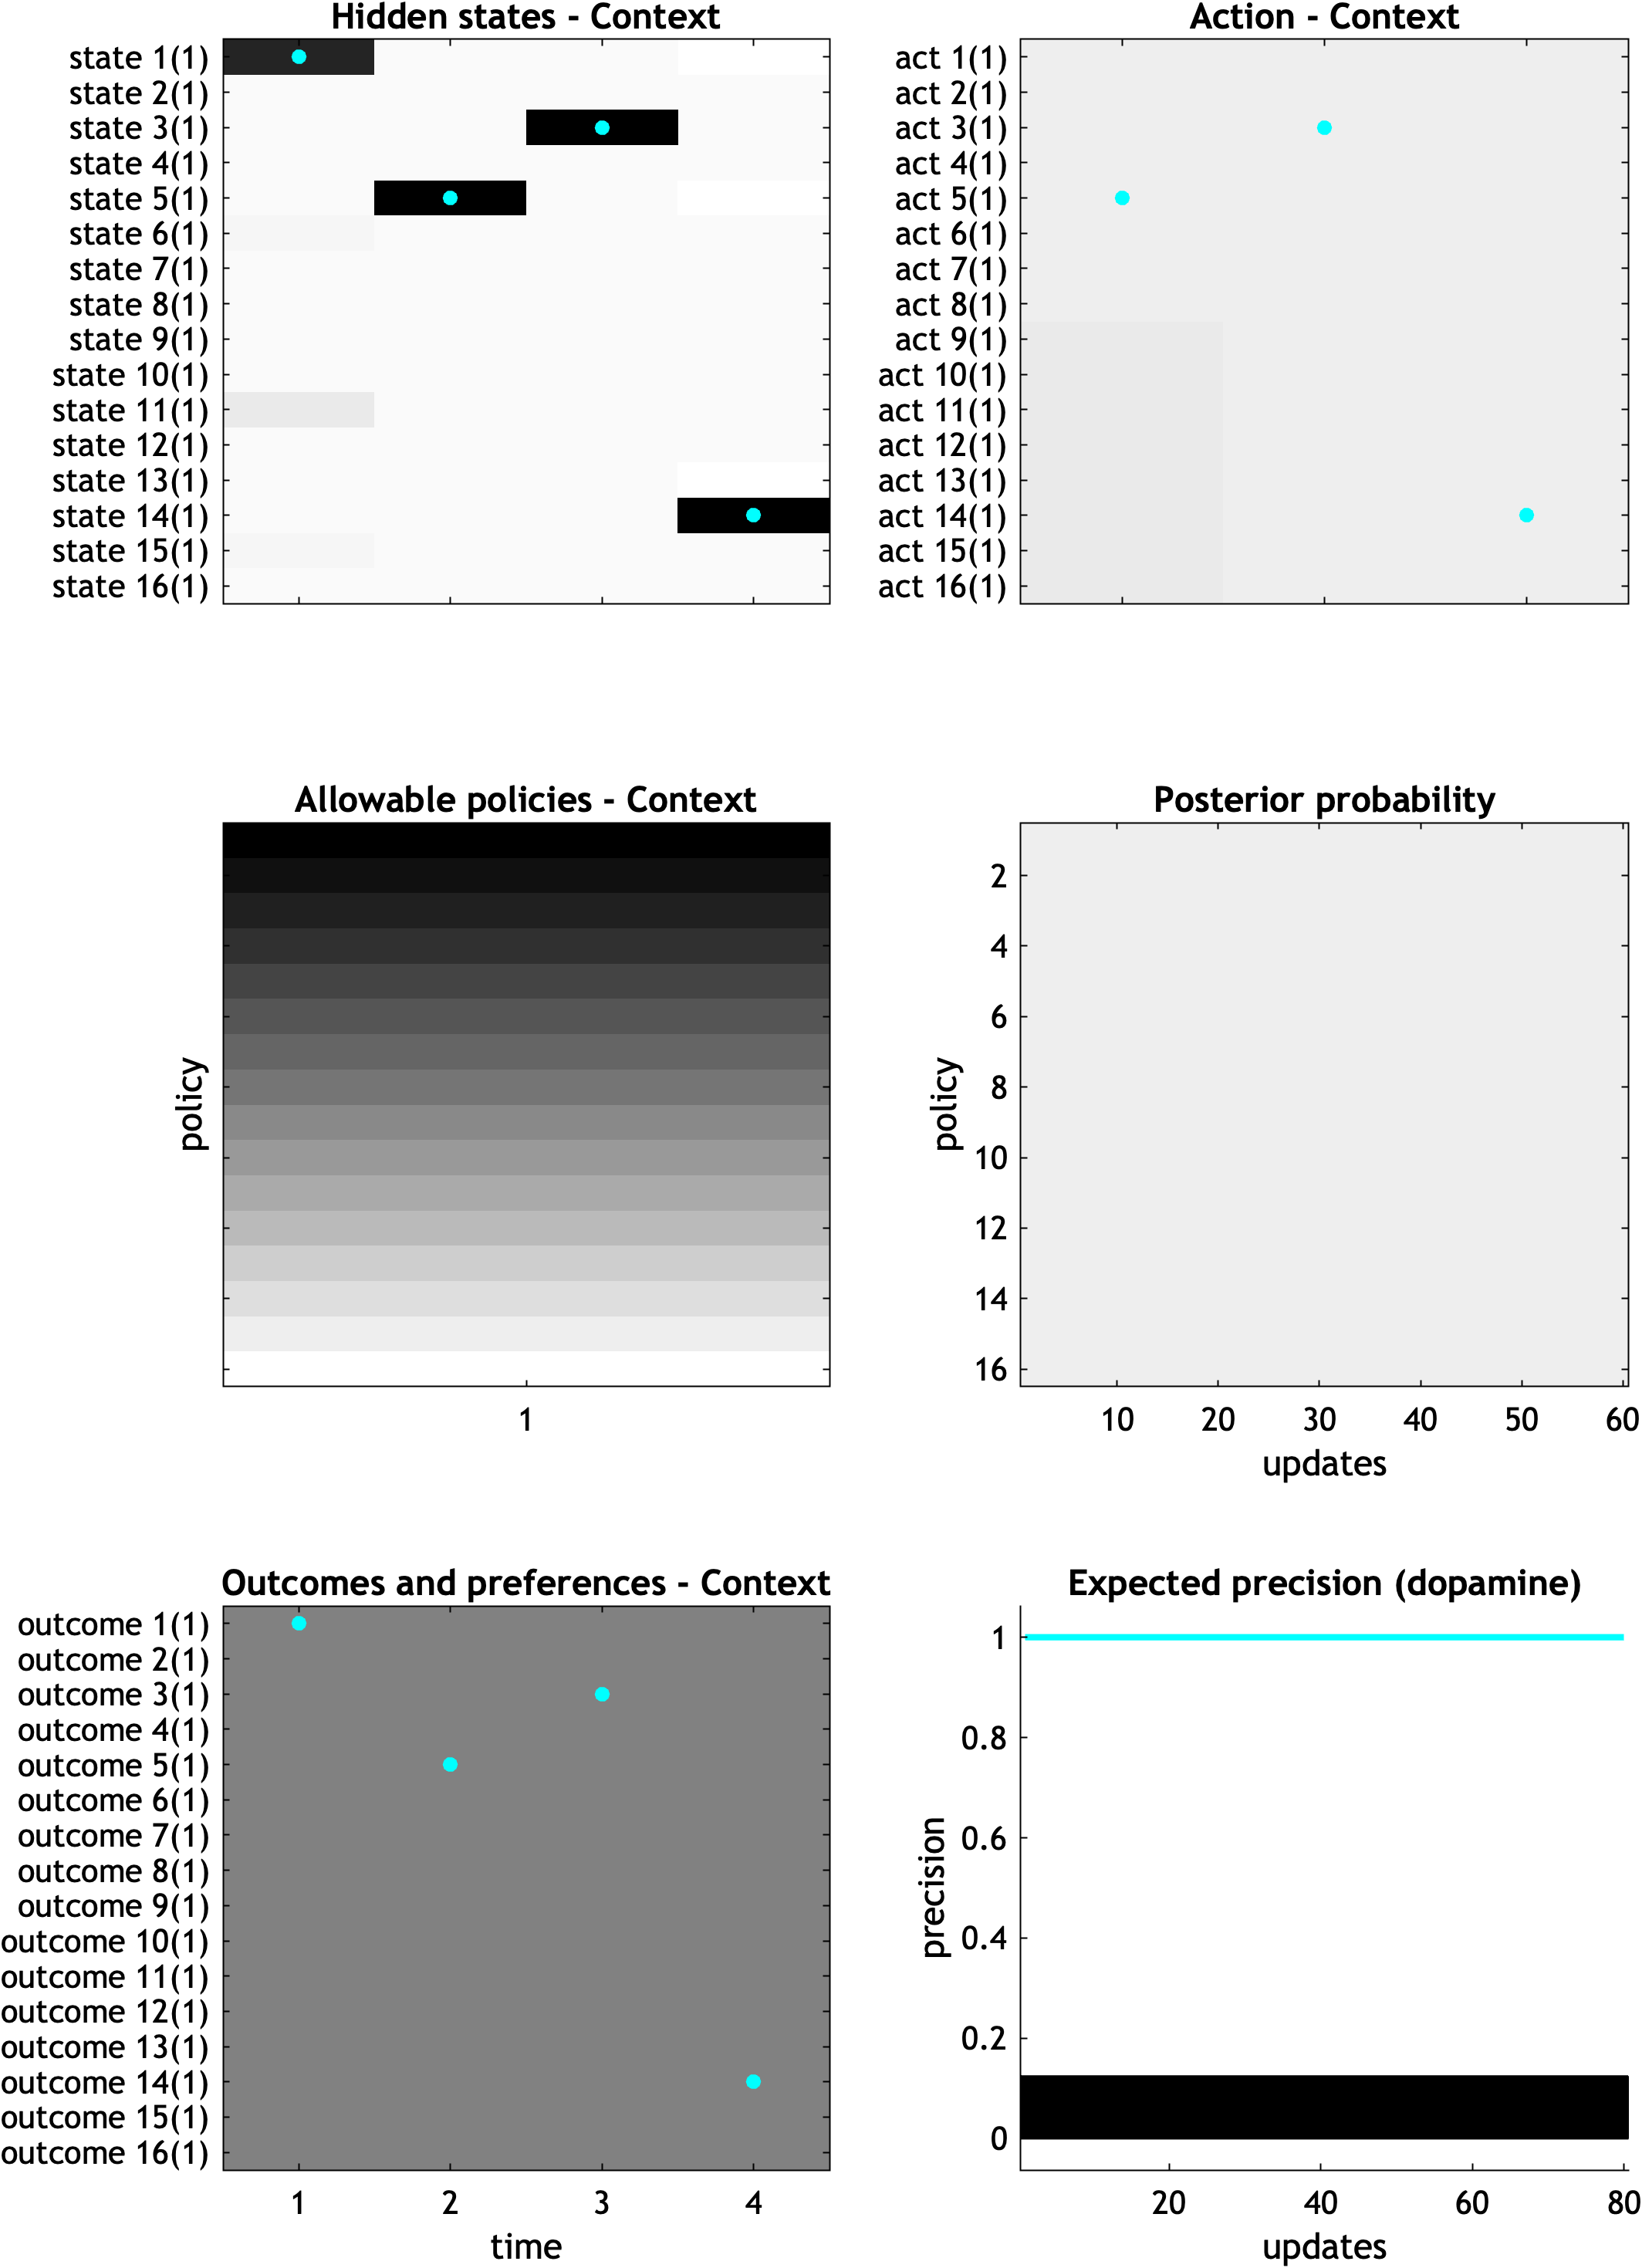 Hidden states - Context
state 1(1)
state 2(1)
state 3(1)
state 4(1)
state 5(1)
state 6(1)
state 7(1)
state 8(1)
state 9(1)
state 10(1)
state 11(1)
state 12(1)
state 13(1)
state 14(1)
state 15(1)
state 16(1)
Action - Context
act 1(1)
act 2(1)
act 3(1)
act 4(1)
act 5(1)
act 6(1)
act 7(1)
act 8(1)
act 9(1)
act 10(1)
act 11(1)
act 12(1)
act 13(1)
act 14(1)
act 15(1)
act 16(1)
Allowable policies - Context
policy
1
Posterior probability
policy
2
4
6
8
10
12
14
16
10 20 30 40 50 60
updates
Outcomes and preferences - Context
outcome 1(1)
outcome 2(1)
outcome 3(1)
outcome 4(1)
outcome 5(1)
outcome 6(1)
outcome 7(1)
outcome 8(1)
outcome 9(1)
outcome 10(1)
outcome 11(1)
outcome 12(1)
outcome 13(1)
outcome 14(1)
outcome 15(1)
outcome 16(1)
1 2 3 4
time
Expected precision (dopamine)
precision
1
0.8
0.6
0.4
0.2
0
20 40 60 80
updates